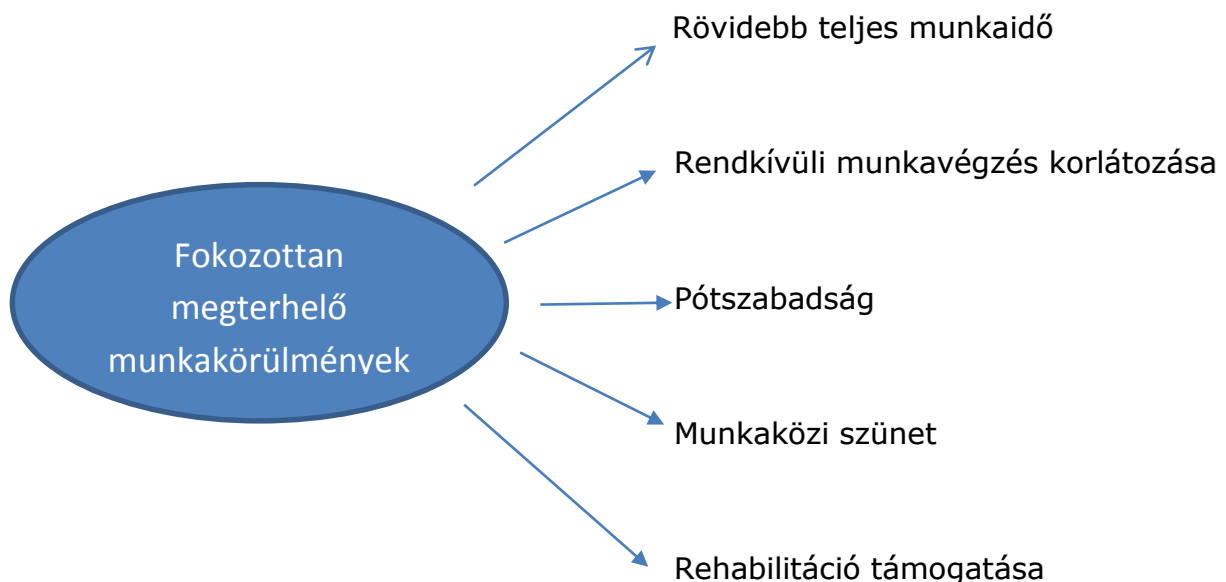 Rövidebb teljes munkaidő
Rendkívüli munkavégzés korlátozása
Fokozottan
megterhelő
munkakörülmények
Pótszabadság
Munkaközi szünet
Rehabilitáció támogatása